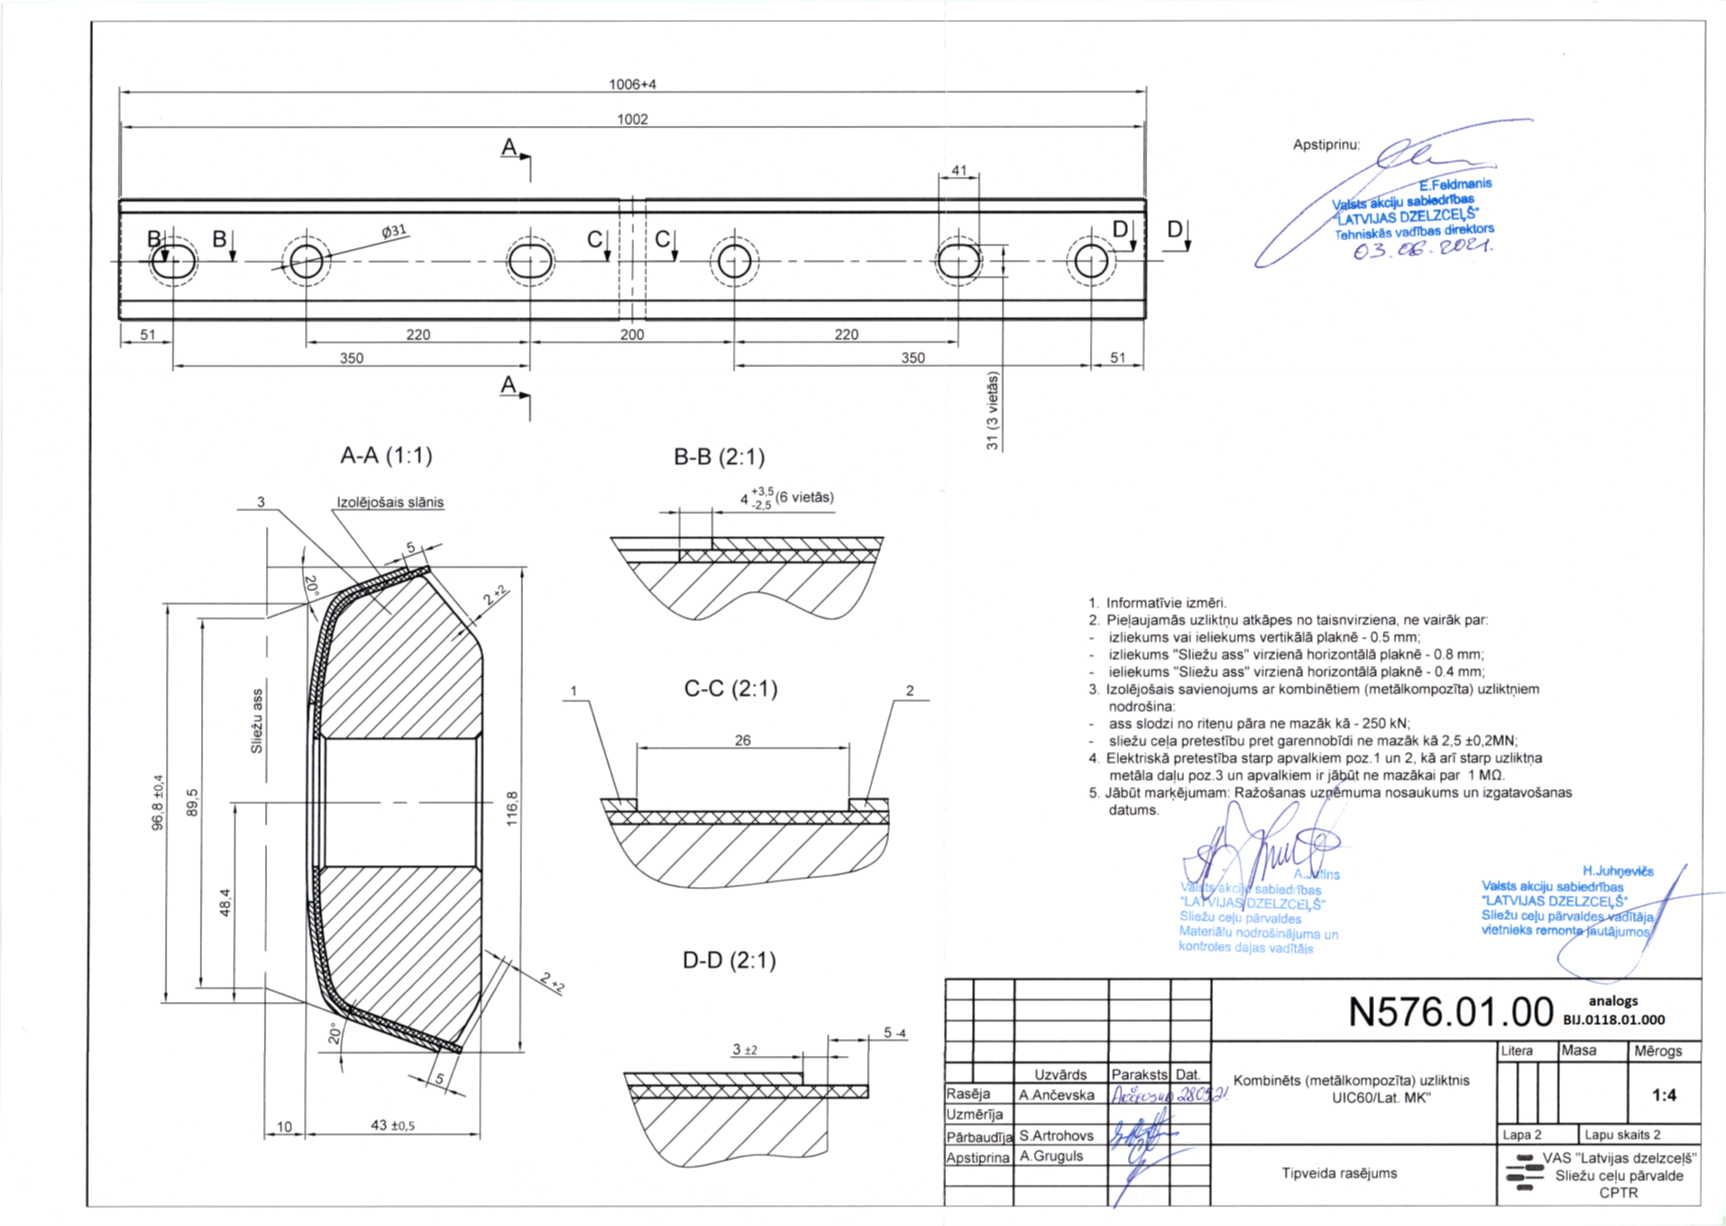 1006+4
1002
A
41
Apstiprinu:
E.Feldmanis
Valsts akciju sabiedrības
"LATVIJAS DZELZCEĻŠ"
Tehniskās vadības direktors
03.06.2021.
B
B
Ø31
C
C
D
D
51
220
200
220
350
350
51
A
31 (3 vietās)
A-A (1:1)
3
Izolējošais slānis
5
20°
2 +2
Sliežu ass
96,8 ±0,4
89,5
48,4
116,8
20°
5
2 +2
10
43 ±0,5
B-B (2:1)
4 +3,5 -2,5 (6 vietās)
C-C (2:1)
1
2
26
D-D (2:1)
3 ±2
5 -4
1. Informatīvie izmēri.
2. Pieļaujamās uzliktņu atkāpes no taisnvirziena, ne vairāk par:
- izliekums vai ieliekums vertikālā plaknē - 0.5 mm;
- izliekums "Sliežu ass" virzienā horizontālā plaknē - 0.8 mm;
- ieliekums "Sliežu ass" virzienā horizontālā plaknē - 0.4 mm;
3. Izolējošais savienojums ar kombinētiem (metālkompozīta) uzliktņiem
nodrošina:
- ass slodzi no riteņu pāra ne mazāk kā - 250 kN;
- sliežu ceļa pretestību pret garennobīdi ne mazāk kā 2,5 ±0,2MN;
4. Elektriskā pretestība starp apvalkiem poz.1 un 2, kā arī starp uzliktņa
metāla daļu poz.3 un apvalkiem ir jābūt ne mazākai par 1 MΩ.
5. Jābūt marķējumam: Ražošanas uzņēmuma nosaukums un izgatavošanas
datums.
Valsts akciju sabiedrības
"LATVIJAS DZELZCEĻŠ"
Sliežu ceļu pārvaldes
Materiālu nodrošinājuma un
kontroles daļas vadītājs
H.Juhņevičs
Valsts akciju sabiedrības
"LATVIJAS DZELZCEĻŠ"
Sliežu ceļu pārvaldes vadītāja
vietnieks remonta jautājumos
N576.01.00 analogs
BIJ.0118.01.000
Uzvārds Paraksts Dat.
Rasēja A.Ančevska 280521
Uzmērīja
Pārbaudīja S.Artrohovs
Apstiprina A.Gruguls
Kombinēts (metālkompozīta) uzliktnis
UIC60/Lat. MK"
Tipveida rasējums
Litera Masa Mērogs
1:4
Lapa 2 Lapu skaits 2
VAS "Latvijas dzelzceļš"
Sliežu ceļu pārvalde
CPTR